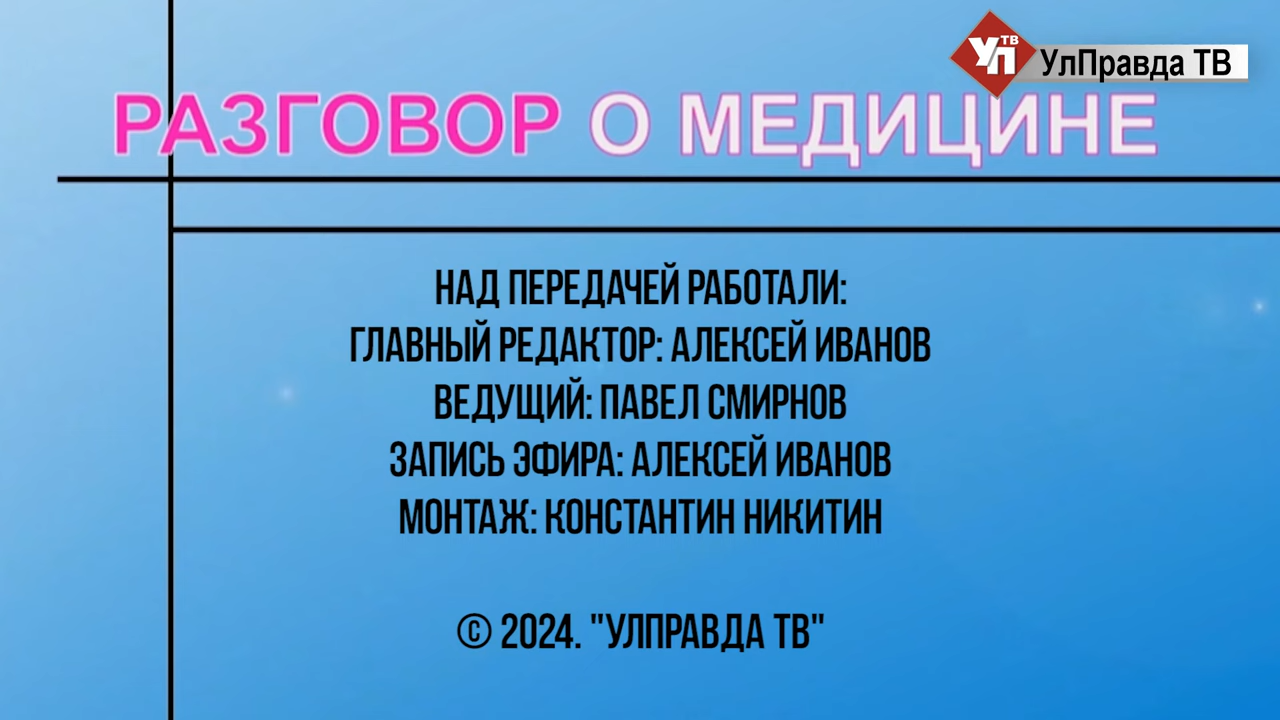 УП ТВ
УлПравда ТВ
РАЗГОВОР О МЕДИЦИНЕ
НАД ПЕРЕДАЧЕЙ РАБОТАЛИ:
ГЛАВНЫЙ РЕДАКТОР: АЛЕКСЕЙ ИВАНОВ
ВЕДУЩИЙ: ПАВЕЛ СМИРНОВ
ЗАПИСЬ ЭФИРА: АЛЕКСЕЙ ИВАНОВ
МОНТАЖ: КОНСТАНТИН НИКИТИН
© 2024. "УЛПРАВДА ТВ"